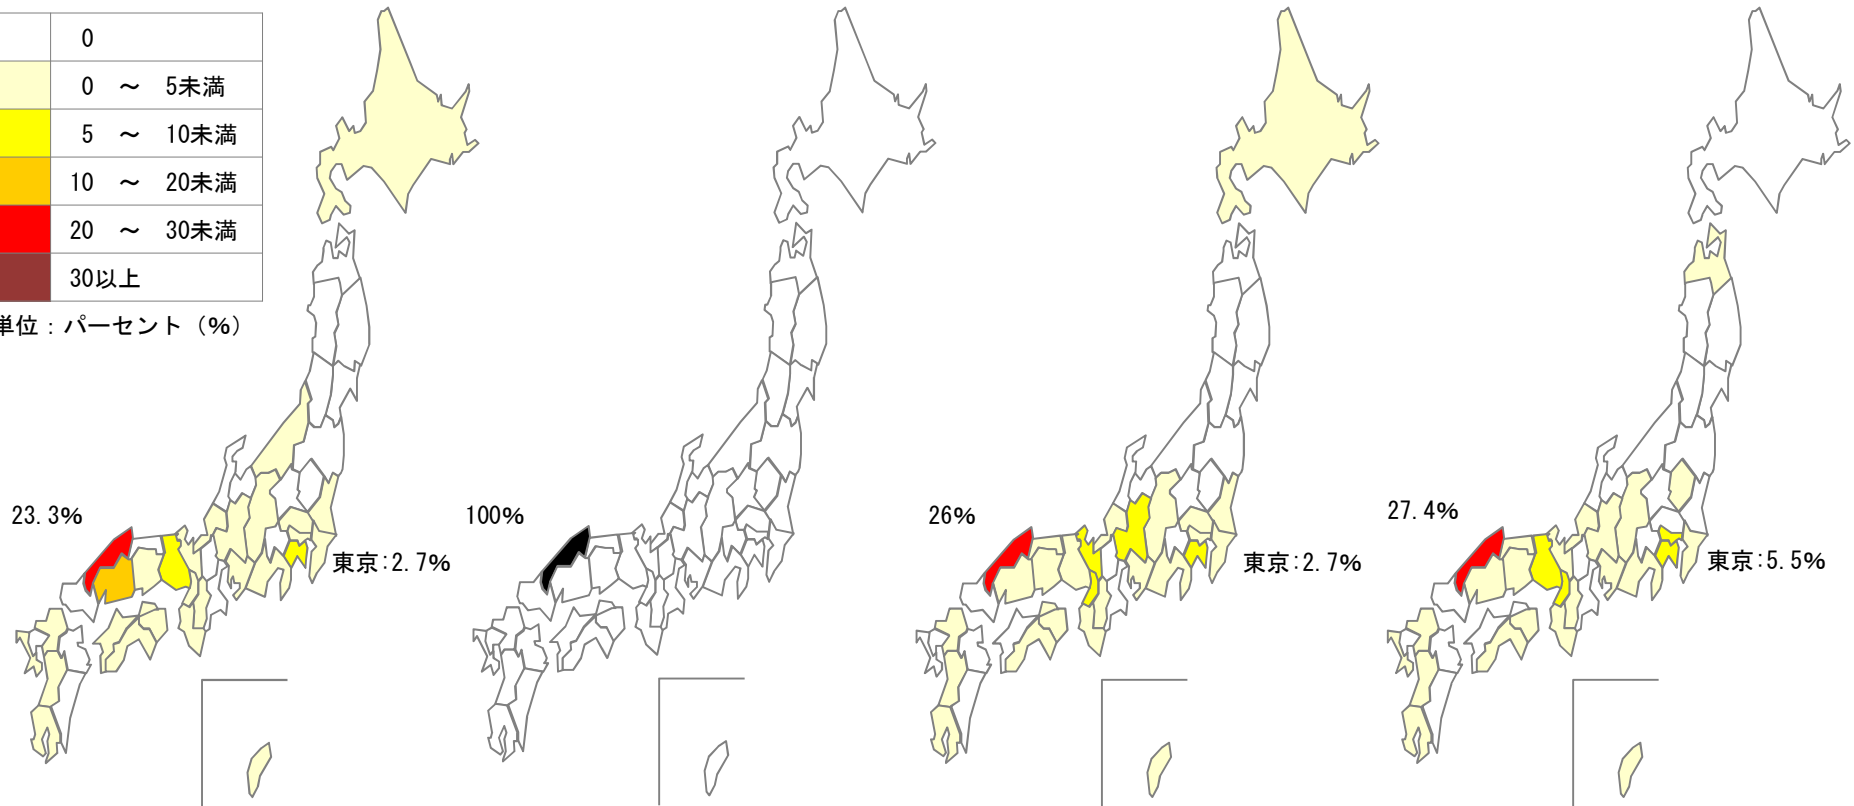 0
0 ～ 5未満
5 ～ 10未満
10 ～ 20未満
20 ～ 30未満
30以上
単位：パーセント（%）
23.3%
東京:2.7%
100%
26%
東京:2.7%
27.4%
東京:5.5%